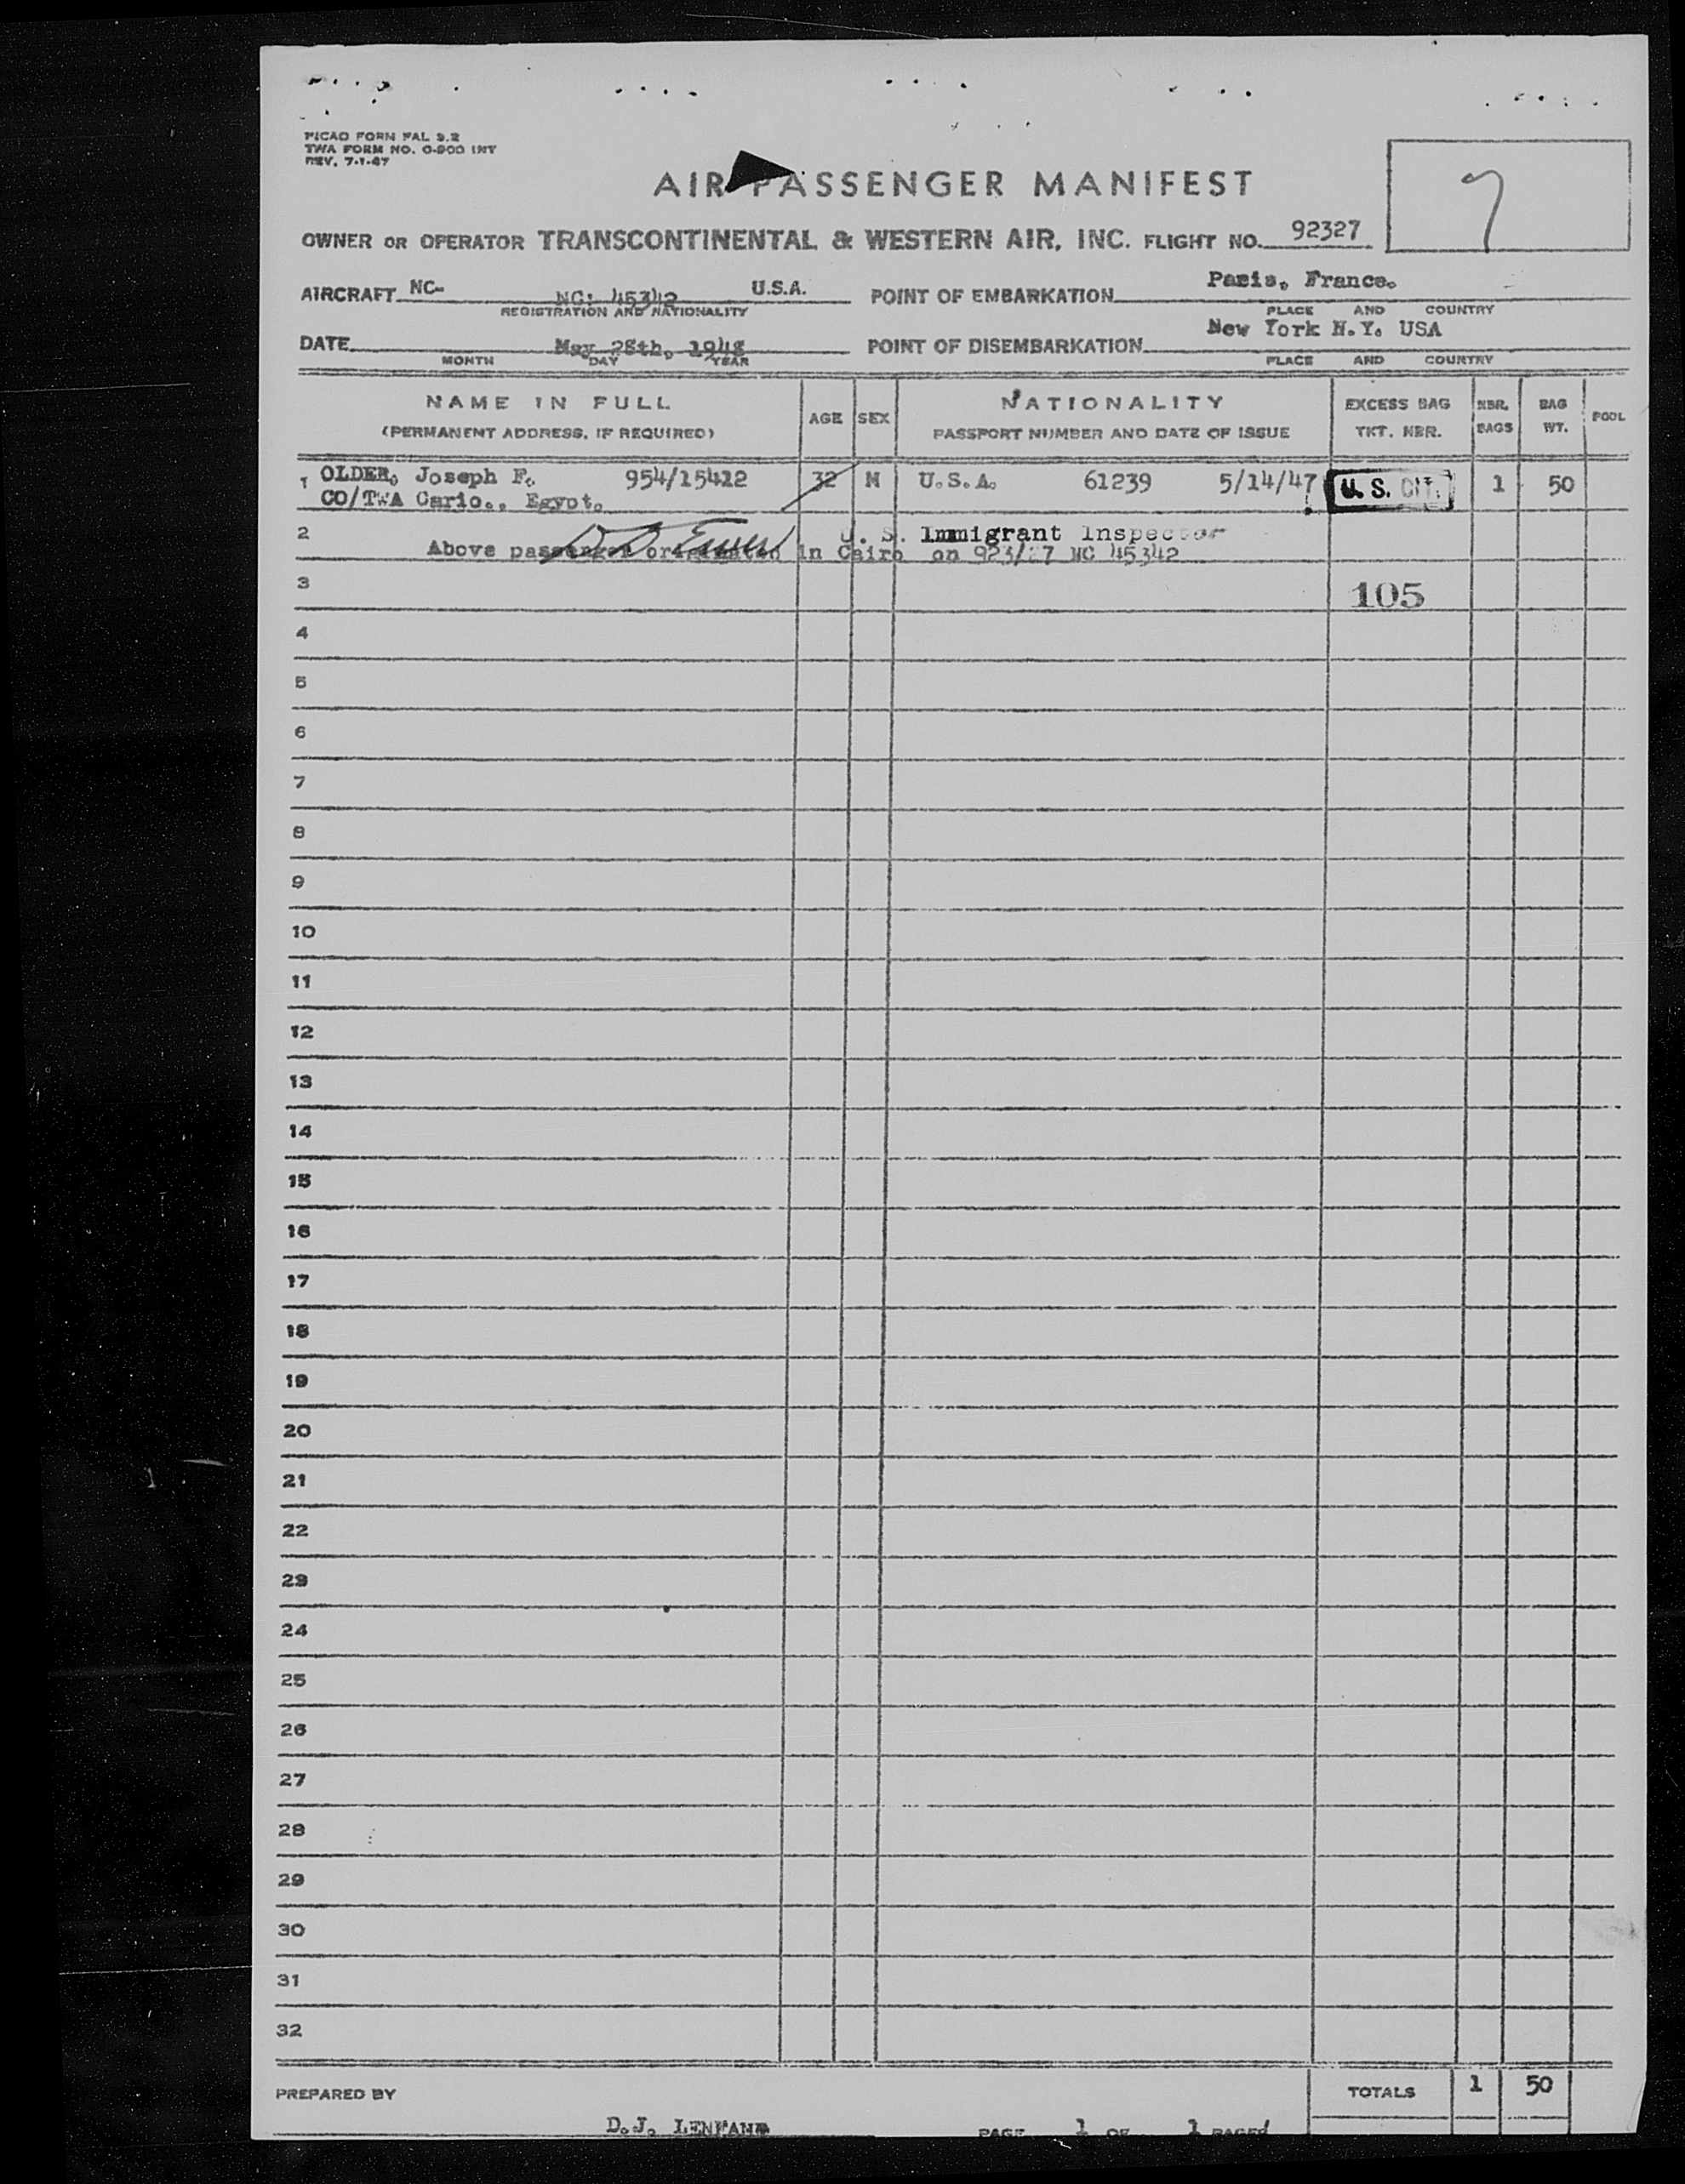 PICAO FORM FAL 2.2
TWA FORM NO. O-900 INT
REV. 7-1-47
AIR PASSENGER MANIFEST
7
OWNER OR OPERATOR TRANSCONTINENTAL & WESTERN AIR, INC. FLIGHT NO. 92327
AIRCRAFT NC- NC: 45342 U.S.A. POINT OF EMBARKATION Paris, France.
REGISTRATION AND NATIONALITY PLACE AND COUNTRY
DATE May 28th, 1948 POINT OF DISEMBARKATION New York N.Y. USA
MONTH DAY YEAR PLACE AND COUNTRY
NAME IN FULL AGE SEX NATIONALITY EXCESS BAG NBR. BAG POOL
(PERMANENT ADDRESS, IF REQUIRED) PASSPORT NUMBER AND DATE OF ISSUE TKT. NBR. BAGS WT.
1 OLDER, Joseph F. 954/15412 32 M U.S.A. 61239 5/14/47 U. S. CIT. 1 50
CO/TWA Cario., Egypt.
2 U. S. Immigrant Inspector
Above passenger originated in Cairo on 923/27 NC 45342
3 105
4
5
6
7
8
9
10
11
12
13
14
15
16
17
18
19
20
21
22
23
24
25
26
27
28
29
30
31
32
PREPARED BY TOTALS 1 50
D.J. LENFAND PAGE 1 OF 1 PAGES